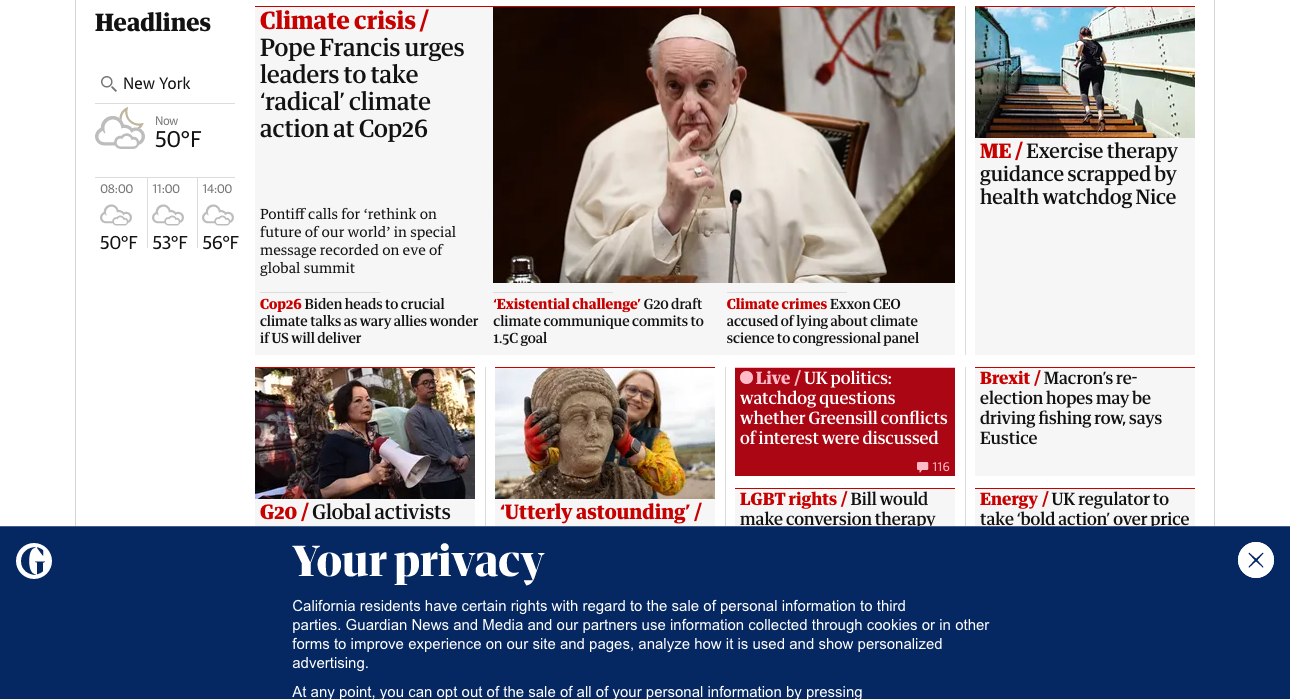 Headlines
New York
Now
50°F
08:00
11:00
14:00
50°F
53°F
56°F
Climate crisis /
Pope Francis urges
leaders to take
‘radical’ climate
action at Cop26
Pontiff calls for ‘rethink on
future of our world’ in special
message recorded on eve of
global summit
Cop26 Biden heads to crucial
climate talks as wary allies wonder
if US will deliver
‘Existential challenge’ G20 draft
climate communique commits to
1.5C goal
Climate crimes Exxon CEO
accused of lying about climate
science to congressional panel
ME / Exercise therapy
guidance scrapped by
health watchdog Nice
G20 / Global activists
‘Utterly astounding’ /
Live / UK politics:
watchdog questions
whether Greensill conflicts
of interest were discussed
116
LGBT rights / Bill would
make conversion therapy
Brexit / Macron’s re-
election hopes may be
driving fishing row, says
Eustice
Energy / UK regulator to
take ‘bold action’ over price
G
Your privacy
California residents have certain rights with regard to the sale of personal information to third
parties. Guardian News and Media and our partners use information collected through cookies or in other
forms to improve experience on our site and pages, analyze how it is used and show personalized
advertising.
At any point, you can opt out of the sale of all of your personal information by pressing